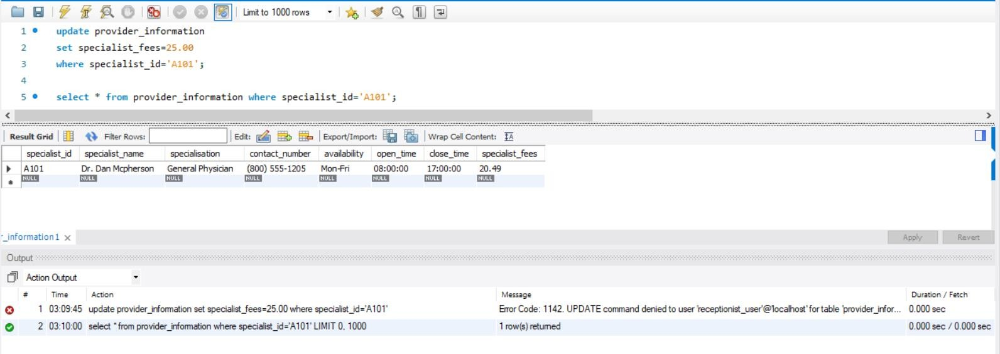 Limit to 1000 rows
1 update provider_information
2 set specialist_fees=25.00
3 where specialist_id='A101';
4
5 select * from provider_information where specialist_id='A101';
Result Grid Filter Rows: Edit: Export/Import: Wrap Cell Content: IA
specialist_id specialist_name specialisation contact_number availability open_time close_time specialist_fees
A101 Dr. Dan Mcpherson General Physician (800) 555-1205 Mon-Fri 08:00:00 17:00:00 20.49
NULL NULL NULL NULL NULL NULL NULL NULL
r_information1 Apply Revert
Output
Action Output
# Time Action Message Duration / Fetch
1 03:09:45 update provider_information set specialist_fees=25.00 where specialist_id='A101' Error Code: 1142. UPDATE command denied to user 'receptionist_user'@'localhost' for table 'provider_infor... 0.000 sec
2 03:10:00 select * from provider_information where specialist_id='A101' LIMIT 0, 1000 1 row(s) returned 0.000 sec / 0.000 sec